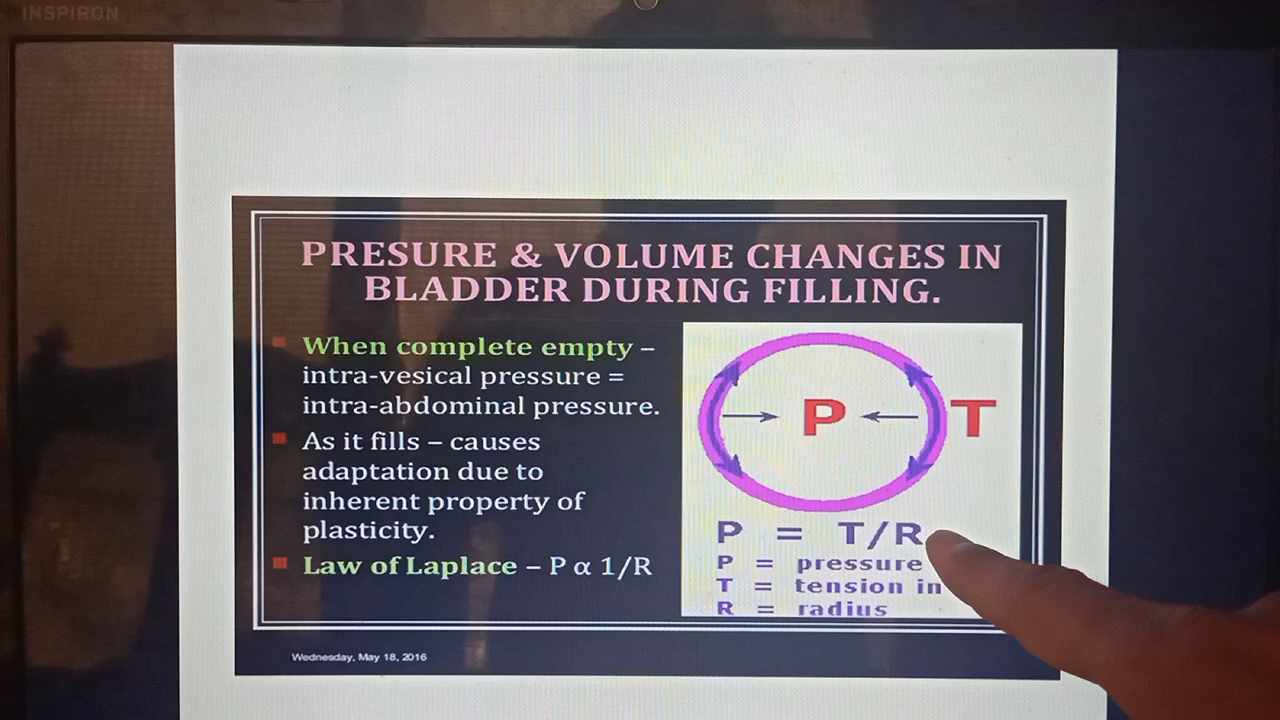 INSPIRON
PRESURE & VOLUME CHANGES IN
BLADDER DURING FILLING.
When complete empty –
intra-vesical pressure =
intra-abdominal pressure.
As it fills – causes
adaptation due to
inherent property of
plasticity.
Law of Laplace – P α 1/R
P
T
P = T/R
P = pressure
T = tension in
R = radius
Wednesday, May 18, 2016